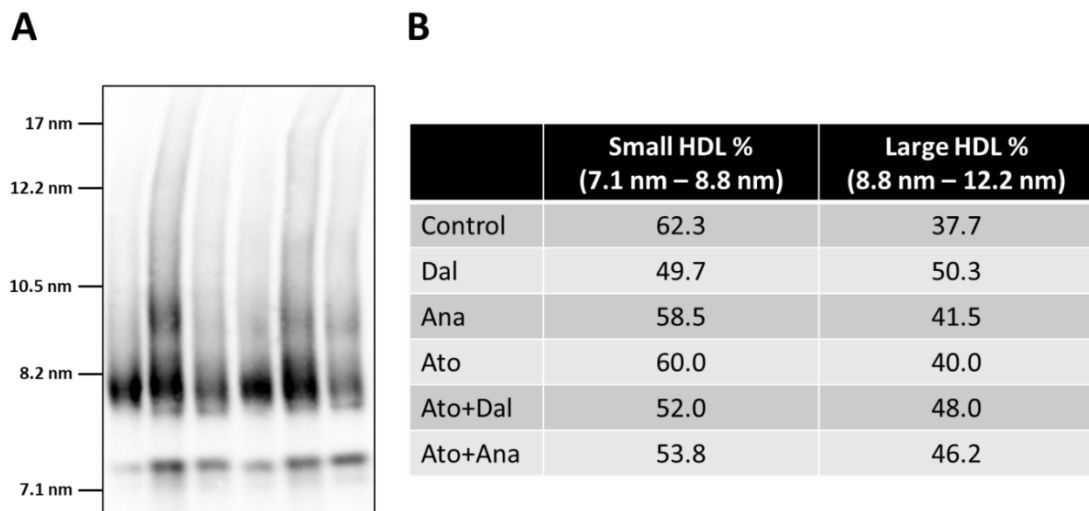 A
B
17 nm
12.2 nm
10.5 nm
8.2 nm
7.1 nm
Small HDL % Large HDL %
(7.1 nm – 8.8 nm) (8.8 nm – 12.2 nm)
Control 62.3 37.7
Dal 49.7 50.3
Ana 58.5 41.5
Ato 60.0 40.0
Ato+Dal 52.0 48.0
Ato+Ana 53.8 46.2